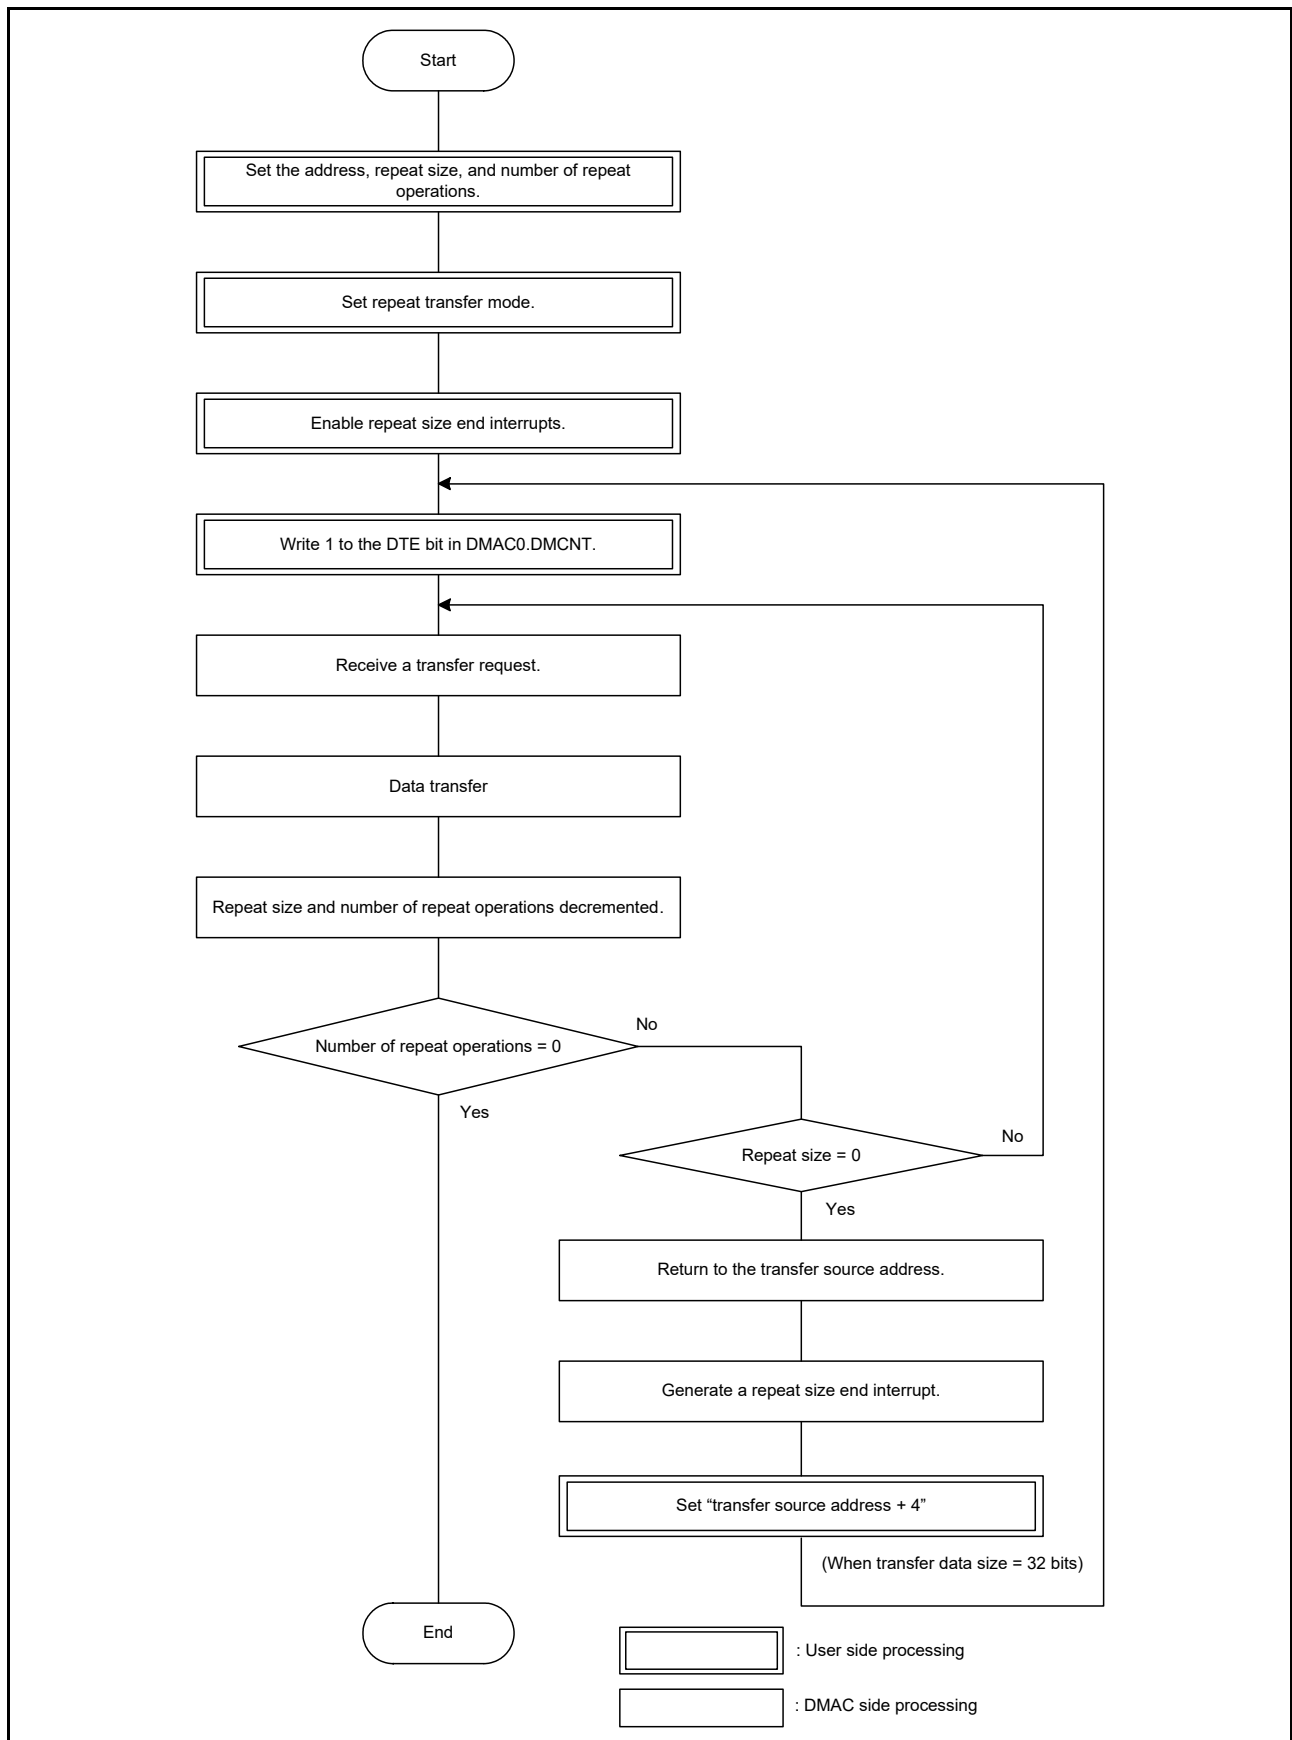 Start
Set the address, repeat size, and number of repeat
operations.
Set repeat transfer mode.
Enable repeat size end interrupts.
Write 1 to the DTE bit in DMAC0.DMCNT.
Receive a transfer request.
Data transfer
Repeat size and number of repeat operations decremented.
No
Number of repeat operations = 0
Yes
No
Repeat size = 0
Yes
Return to the transfer source address.
Generate a repeat size end interrupt.
Set “transfer source address + 4”
(When transfer data size = 32 bits)
End
: User side processing
: DMAC side processing